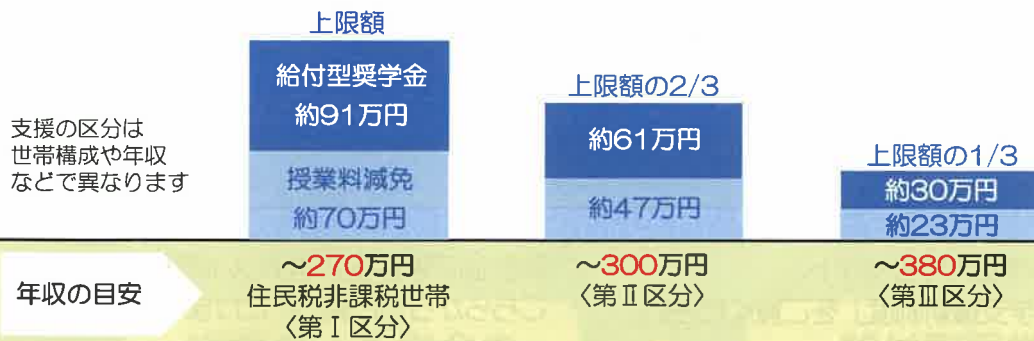 上限額
給付型奨学金
約91万円
授業料減免
約70万円
上限額の2/3
約61万円
約47万円
上限額の1/3
約30万円
約23万円
支援の区分は
世帯構成や年収
などで異なります
年収の目安
～270万円
住民税非課税世帯
〈第Ⅰ区分〉
～300万円
〈第Ⅱ区分〉
～380万円
〈第Ⅲ区分〉